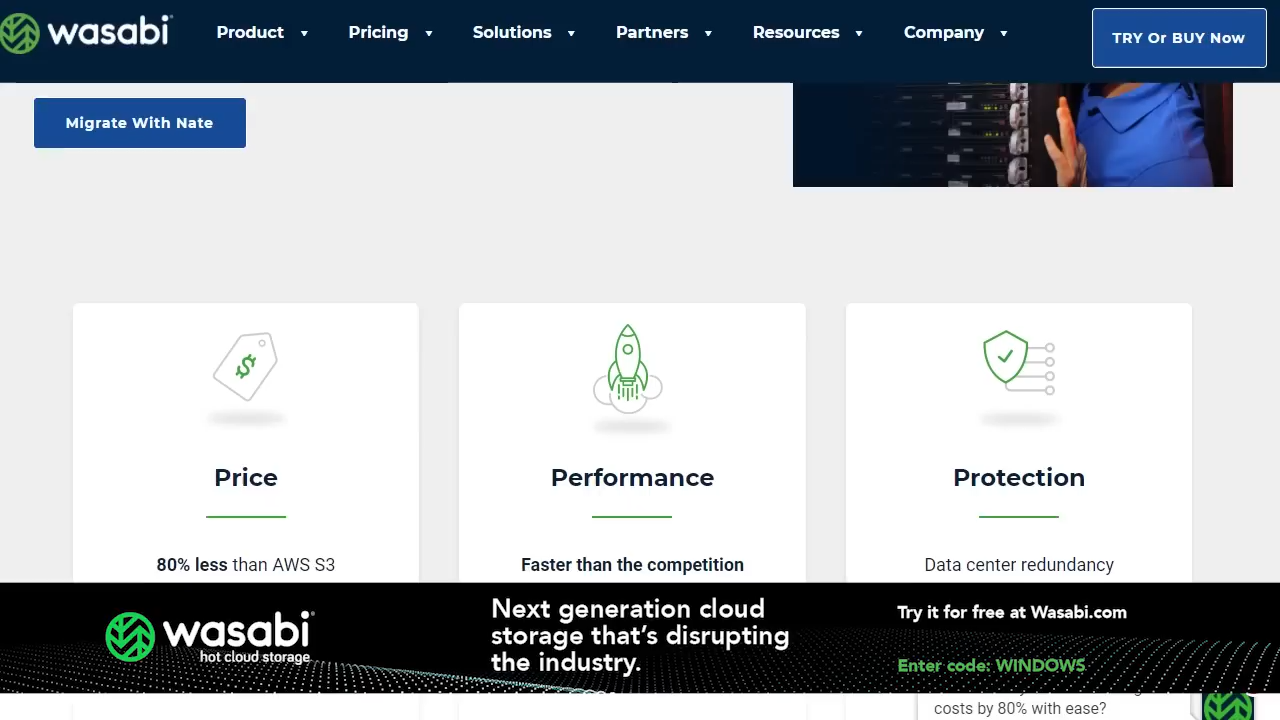 wasabi
Product
Pricing
Solutions
Partners
Resources
Company
TRY Or BUY Now
Migrate With Nate
$
Price
80% less than AWS S3
Performance
Faster than the competition
Protection
Data center redundancy
wasabi
hot cloud storage
Next generation cloud
storage that's disrupting
the industry.
Try it for free at Wasabi.com
Enter code: WINDOWS
costs by 80% with ease?